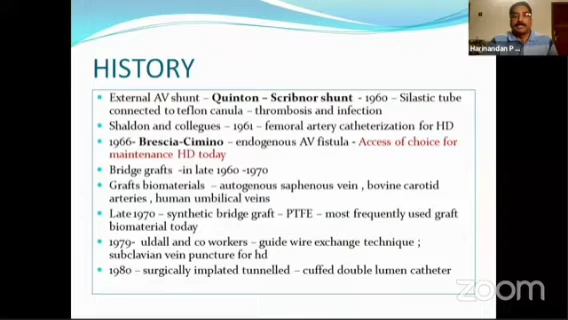 Harinandan P ...
HISTORY
• External AV shunt – Quinton – Scribnor shunt - 1960 – Silastic tube
connected to teflon canula – thrombosis and infection
• Shaldon and collegues – 1961 – femoral artery catheterization for HD
• 1966- Brescia-Cimino – endogenous AV fistula - Access of choice for
maintenance HD today
• Bridge grafts -in late 1960 -1970
• Grafts biomaterials – autogenous saphenous vein , bovine carotid
arteries , human umbilical veins
• Late 1970 – synthetic bridge graft – PTFE – most frequently used graft
biomaterial today
• 1979- uldall and co workers – guide wire exchange technique ;
subclavian vein puncture for hd
• 1980 – surgically implated tunnelled – cuffed double lumen catheter
zoom